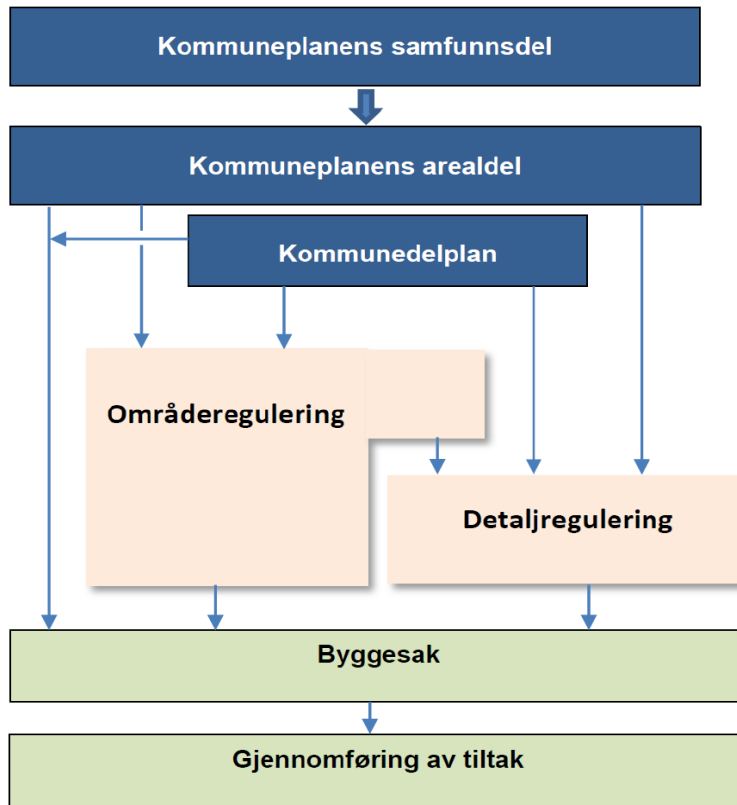 Kommuneplanens samfunnsdel
Kommuneplanens arealdel
Kommunedelplan
Områderegulering
Detaljregulering
Byggesak
Gjennomføring av tiltak